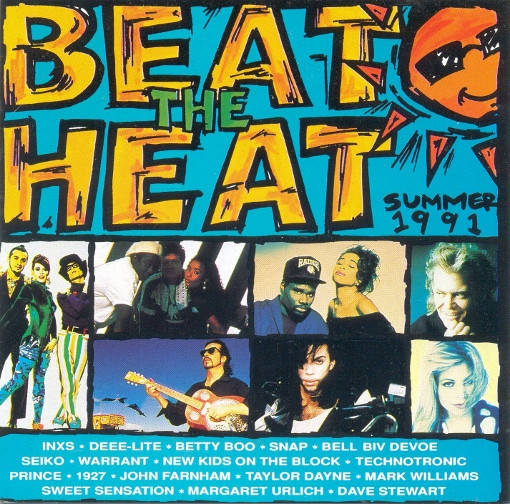 BEAT
THE
HEAT
SUMMER
1991
RAIDERS
INXS • DEEE-LITE • BETTY BOO • SNAP • BELL BIV DEVOE
SEIKO • WARRANT • NEW KIDS ON THE BLOCK • TECHNOTRONIC
PRINCE • 1927 • JOHN FARNHAM • TAYLOR DAYNE • MARK WILLIAMS
SWEET SENSATION • MARGARET URLICH • DAVE STEWART